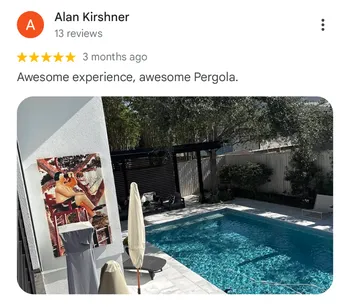 A
Alan Kirshner
13 reviews
3 months ago
Awesome experience, awesome Pergola.